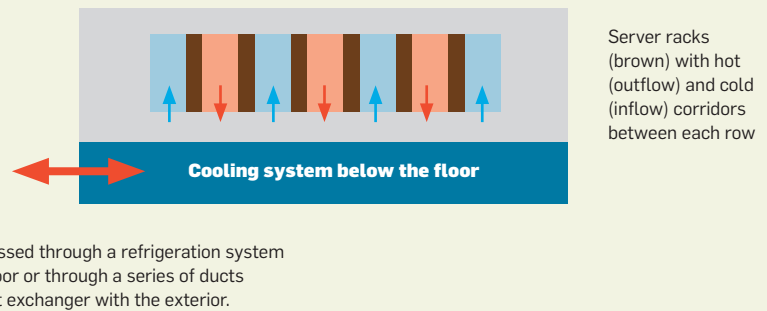 Server racks
(brown) with hot
(outflow) and cold
(inflow) corridors
between each row
Cooling system below the floor
ssed through a refrigeration system
or through a series of ducts
exchanger with the exterior.